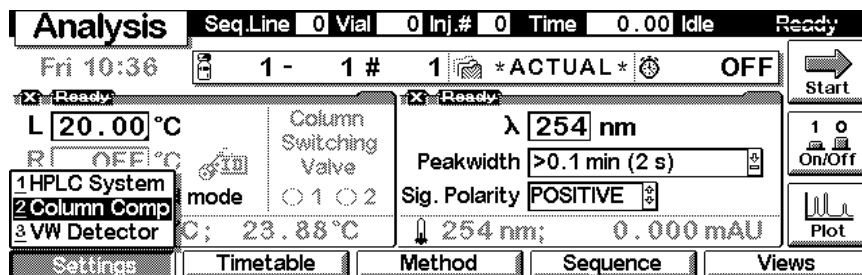 Analysis Seq.Line 0 Vial 0 Inj.# 0 Time 0.00 Idle Ready
Fri 10:36 1 - 1 # 1 *ACTUAL* OFF
Start
X Ready
L 20.00 °C
R OFF °C
ID
Column
Switching
Valve
mode
1 2
1 HPLC System
2 Column Comp
3 VW Detector
°C; 23.88°C
X Ready
λ 254 nm
Peakwidth >0.1 min (2 s)
Sig. Polarity POSITIVE
254 nm; 0.000 mAU
1 0
On/Off
Plot
Settings Timetable Method Sequence Views